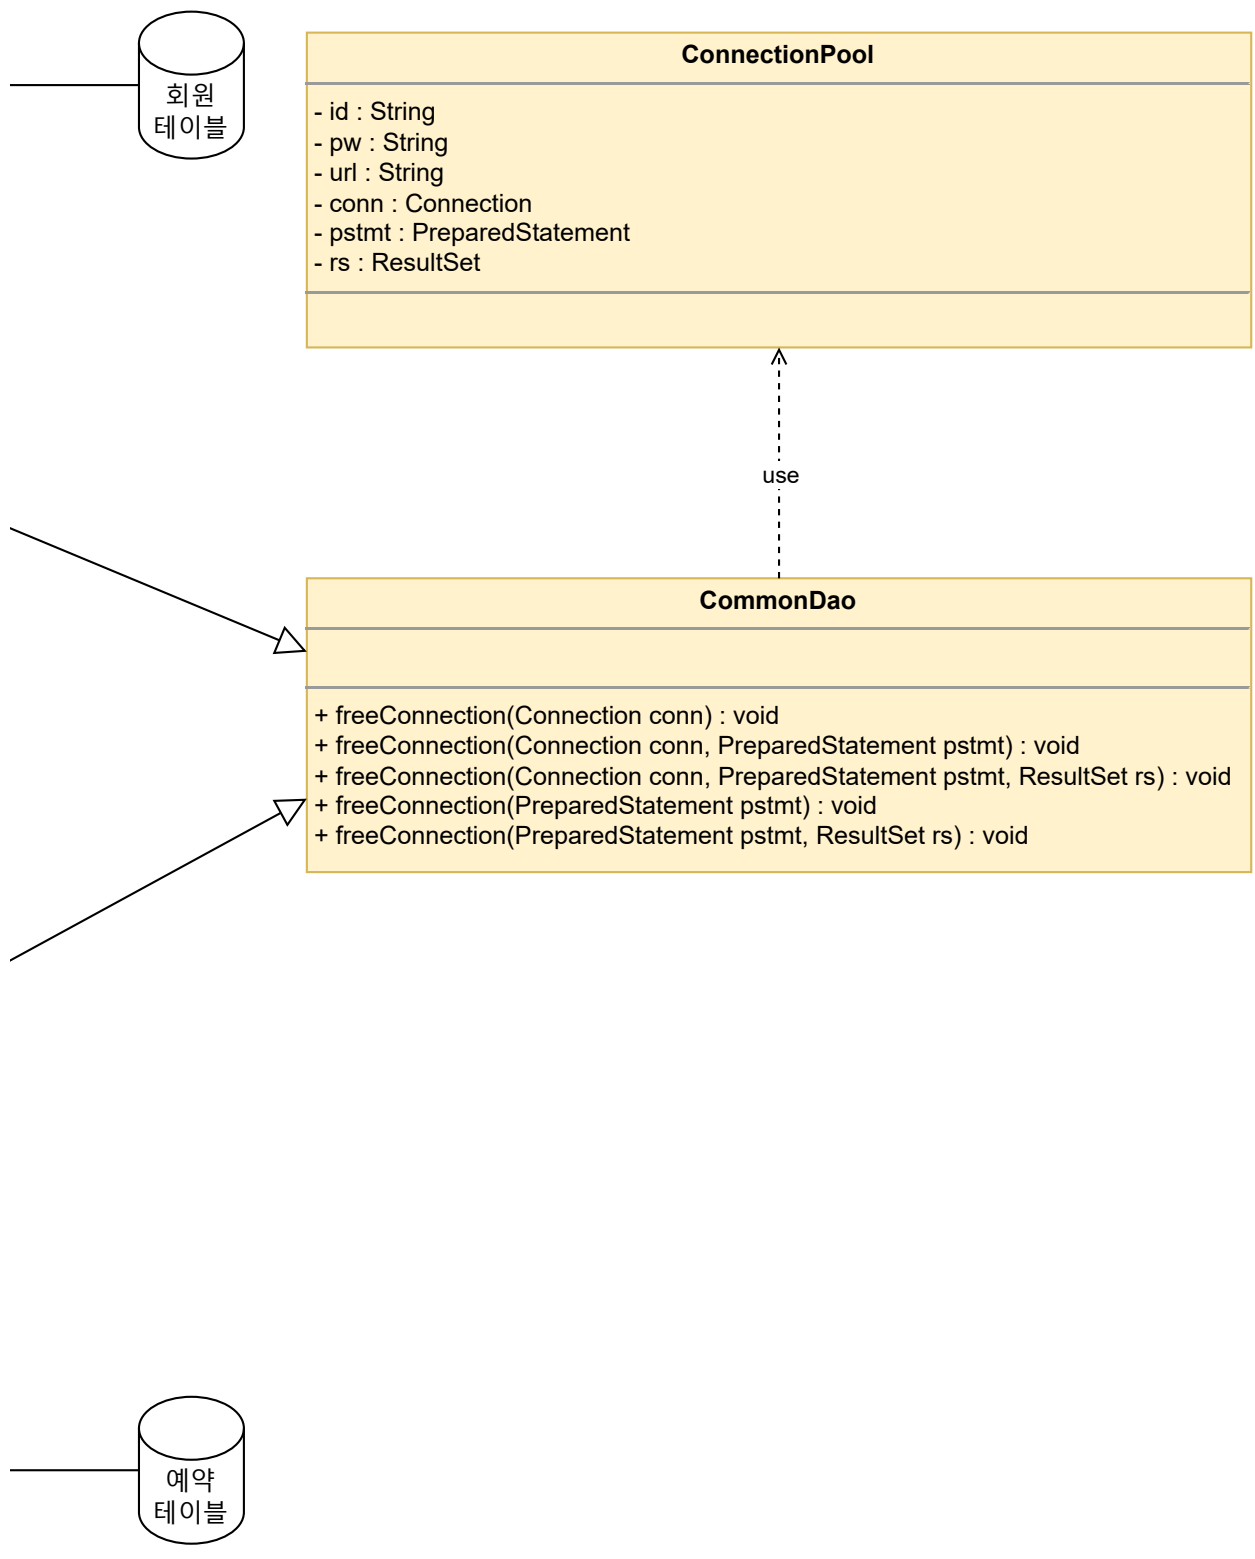 회원
테이블
ConnectionPool
- id : String
- pw : String
- url : String
- conn : Connection
- pstmt : PreparedStatement
- rs : ResultSet
use
CommonDao
+ freeConnection(Connection conn) : void
+ freeConnection(Connection conn, PreparedStatement pstmt) : void
+ freeConnection(Connection conn, PreparedStatement pstmt, ResultSet rs) : void
+ freeConnection(PreparedStatement pstmt) : void
+ freeConnection(PreparedStatement pstmt, ResultSet rs) : void
예약
테이블